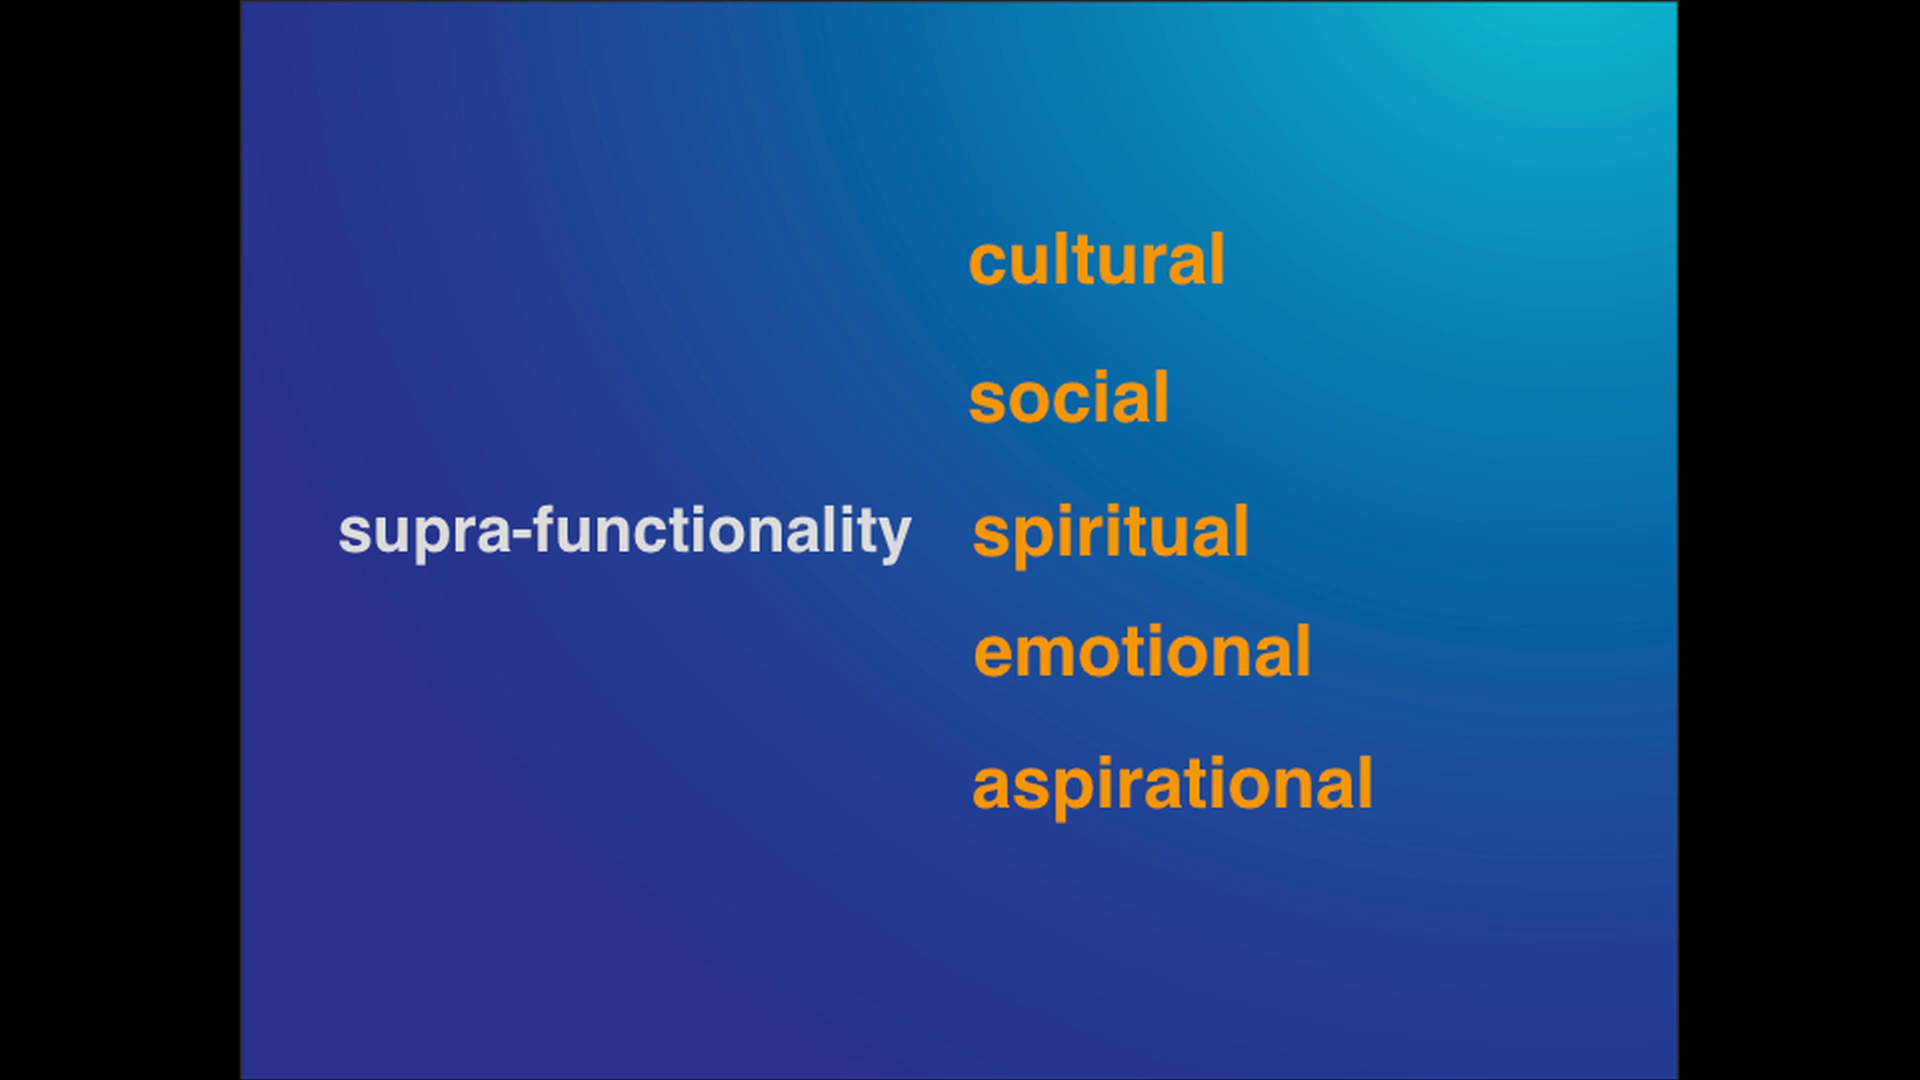 cultural
social
supra-functionality spiritual
emotional
aspirational